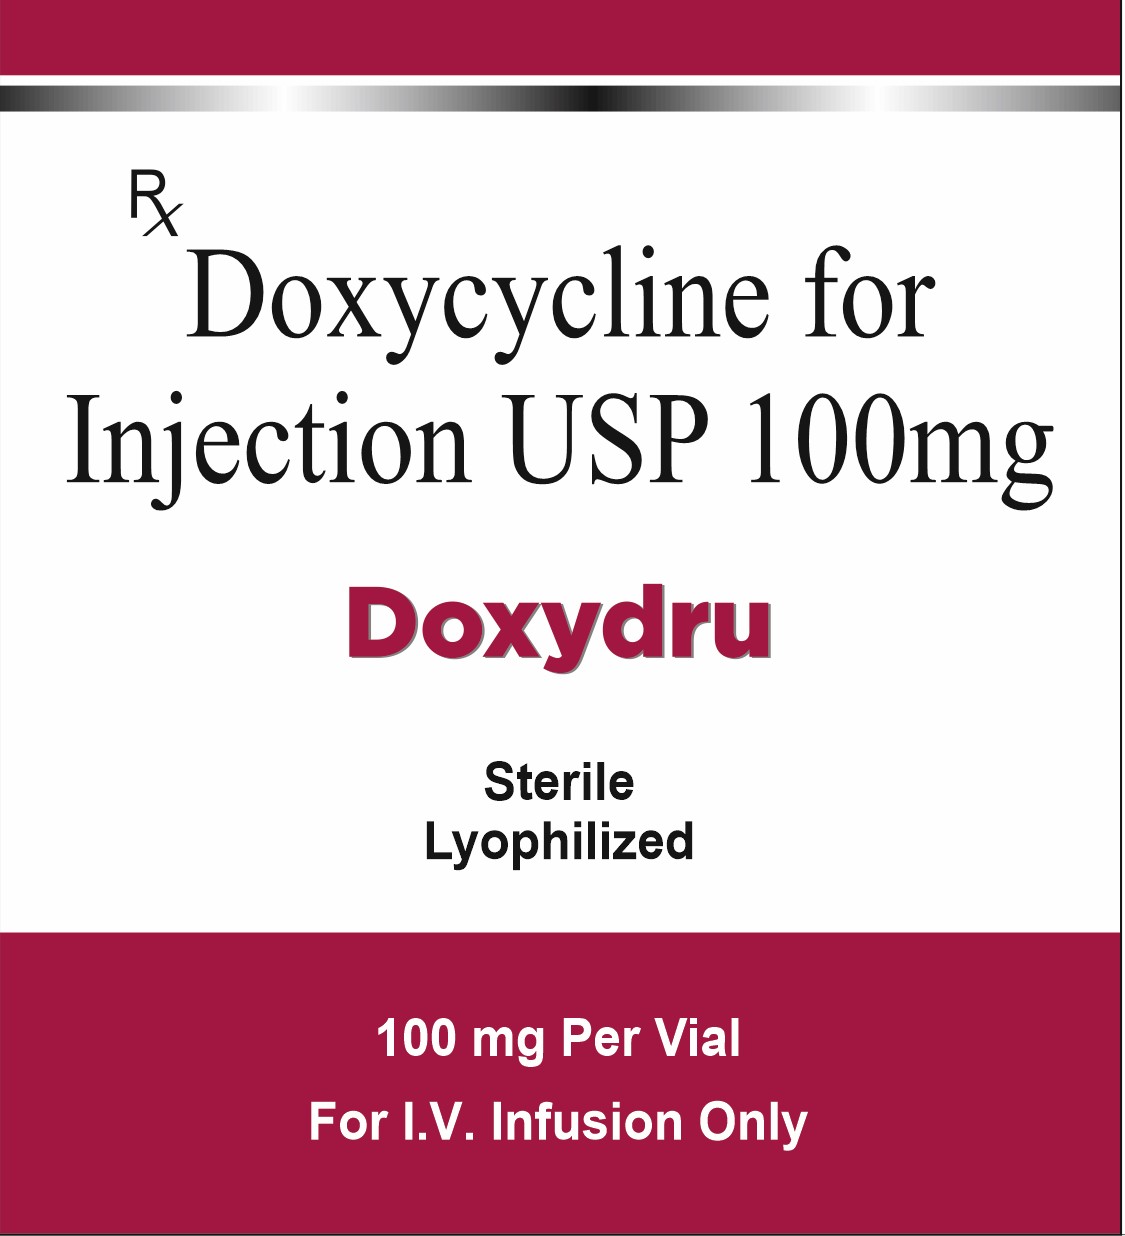 Rx
Doxycycline for
Injection USP 100mg
Doxydru
Sterile
Lyophilized
100 mg Per Vial
For I.V. Infusion Only